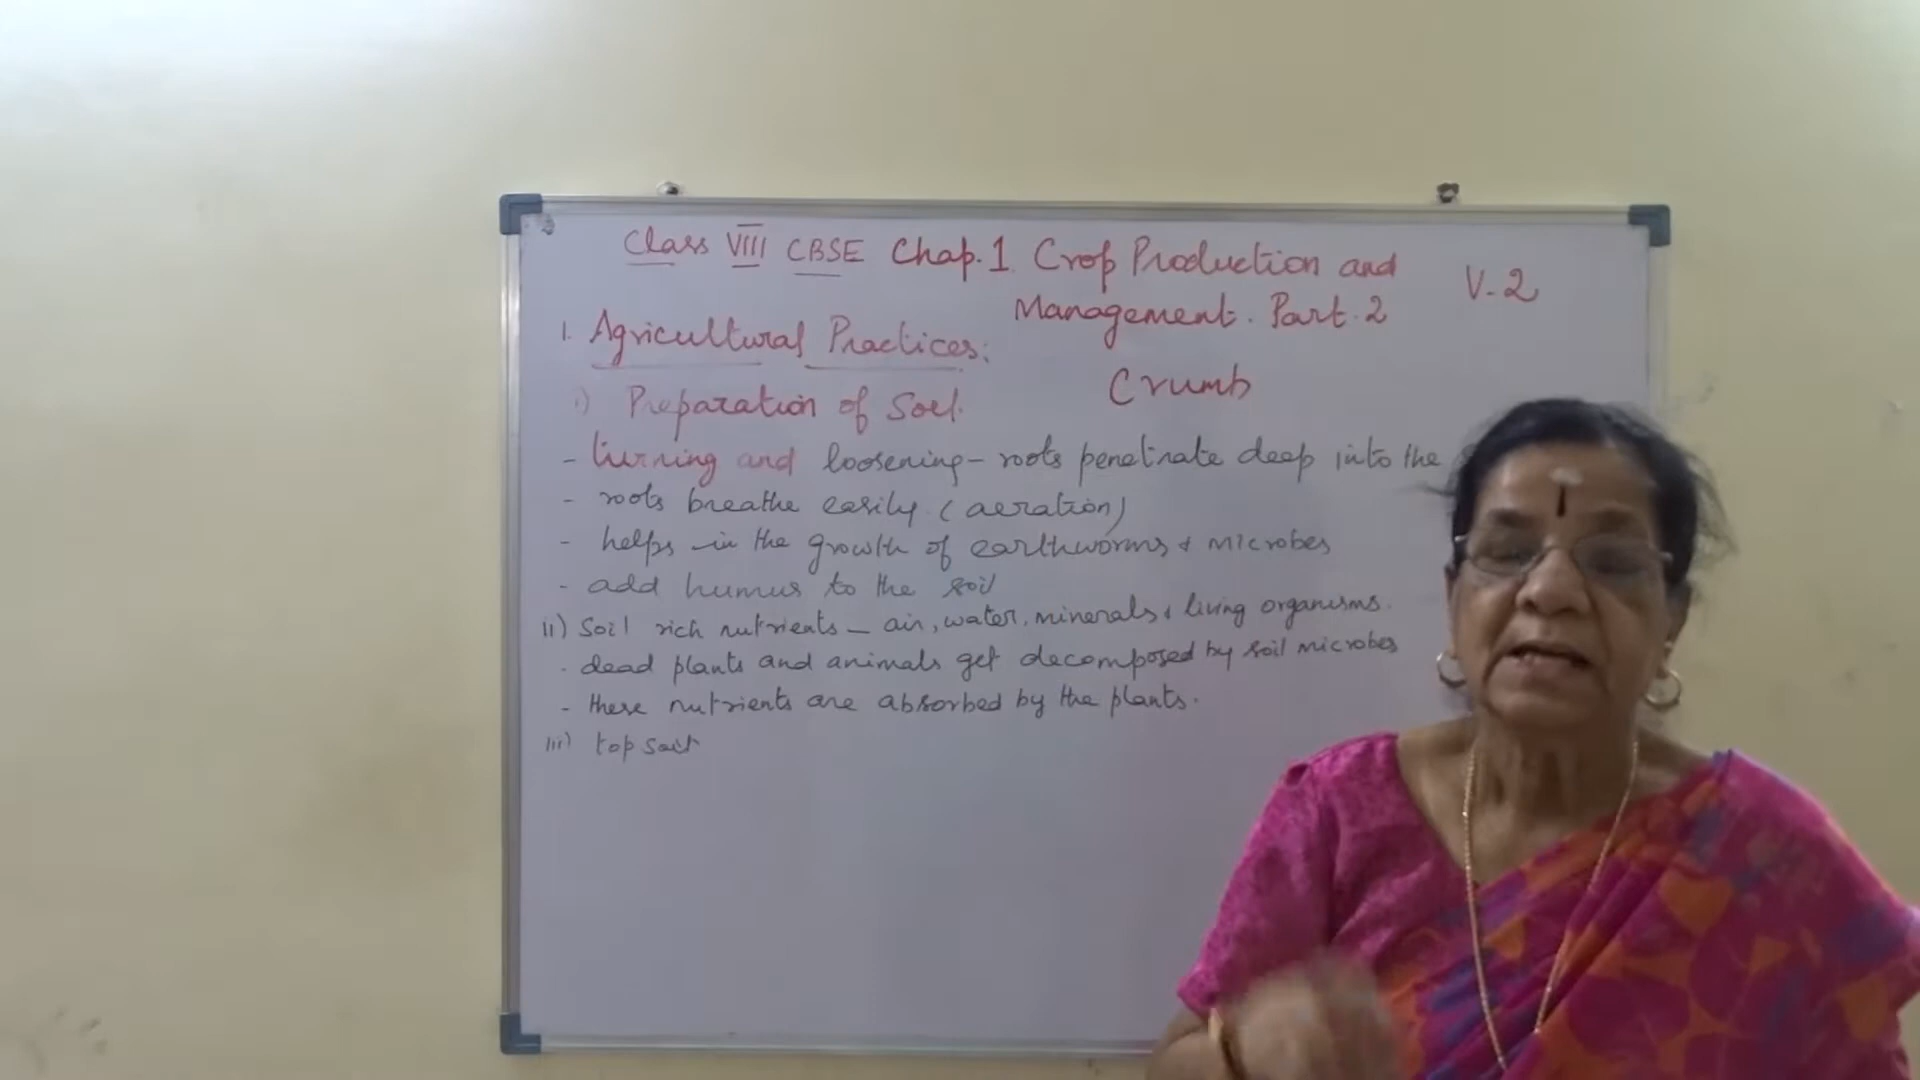 Class VIII CBSE Chap. 1. Crop Production and
Management. Part. 2
V. 2
1. Agricultural Practices:
Crumb
i) Preparation of Soil.
- turning and loosening - roots penetrate deep into the
- roots breathe easily (aeration)
- helps in the growth of earthworms & microbes
- add humus to the soil
ii) Soil rich nutrients - air, water, minerals & living organisms.
- dead plants and animals get decomposed by soil microbes
- these nutrients are absorbed by the plants.
iii) top soil